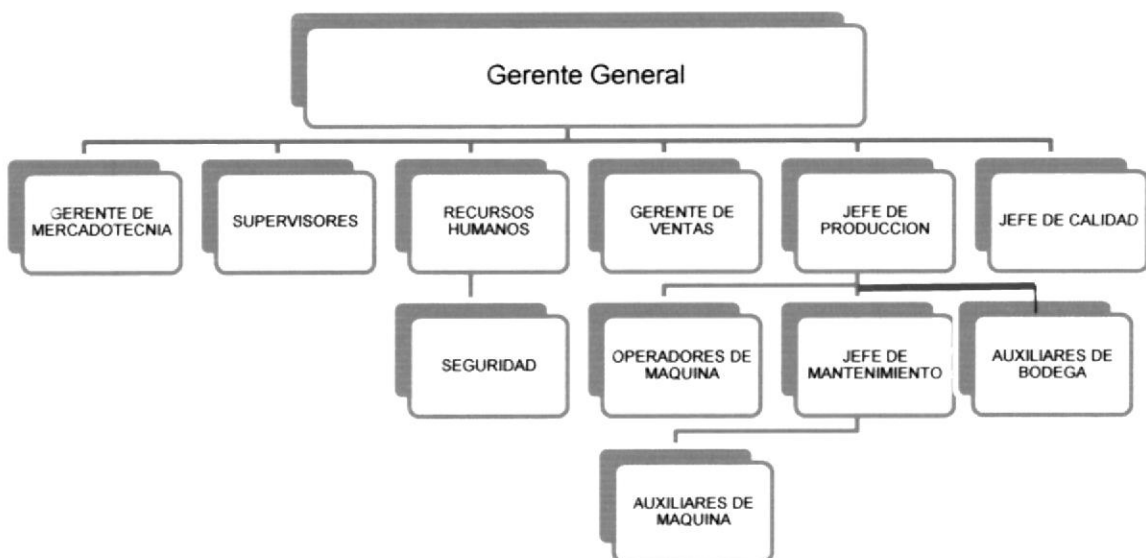 Gerente General
GERENTE DE
MERCADOTECNIA
SUPERVISORES
RECURSOS
HUMANOS
GERENTE DE
VENTAS
JEFE DE
PRODUCCION
JEFE DE CALIDAD
SEGURIDAD
OPERADORES DE
MAQUINA
JEFE DE
MANTENIMIENTO
AUXILIARES DE
BODEGA
AUXILIARES DE
MAQUINA